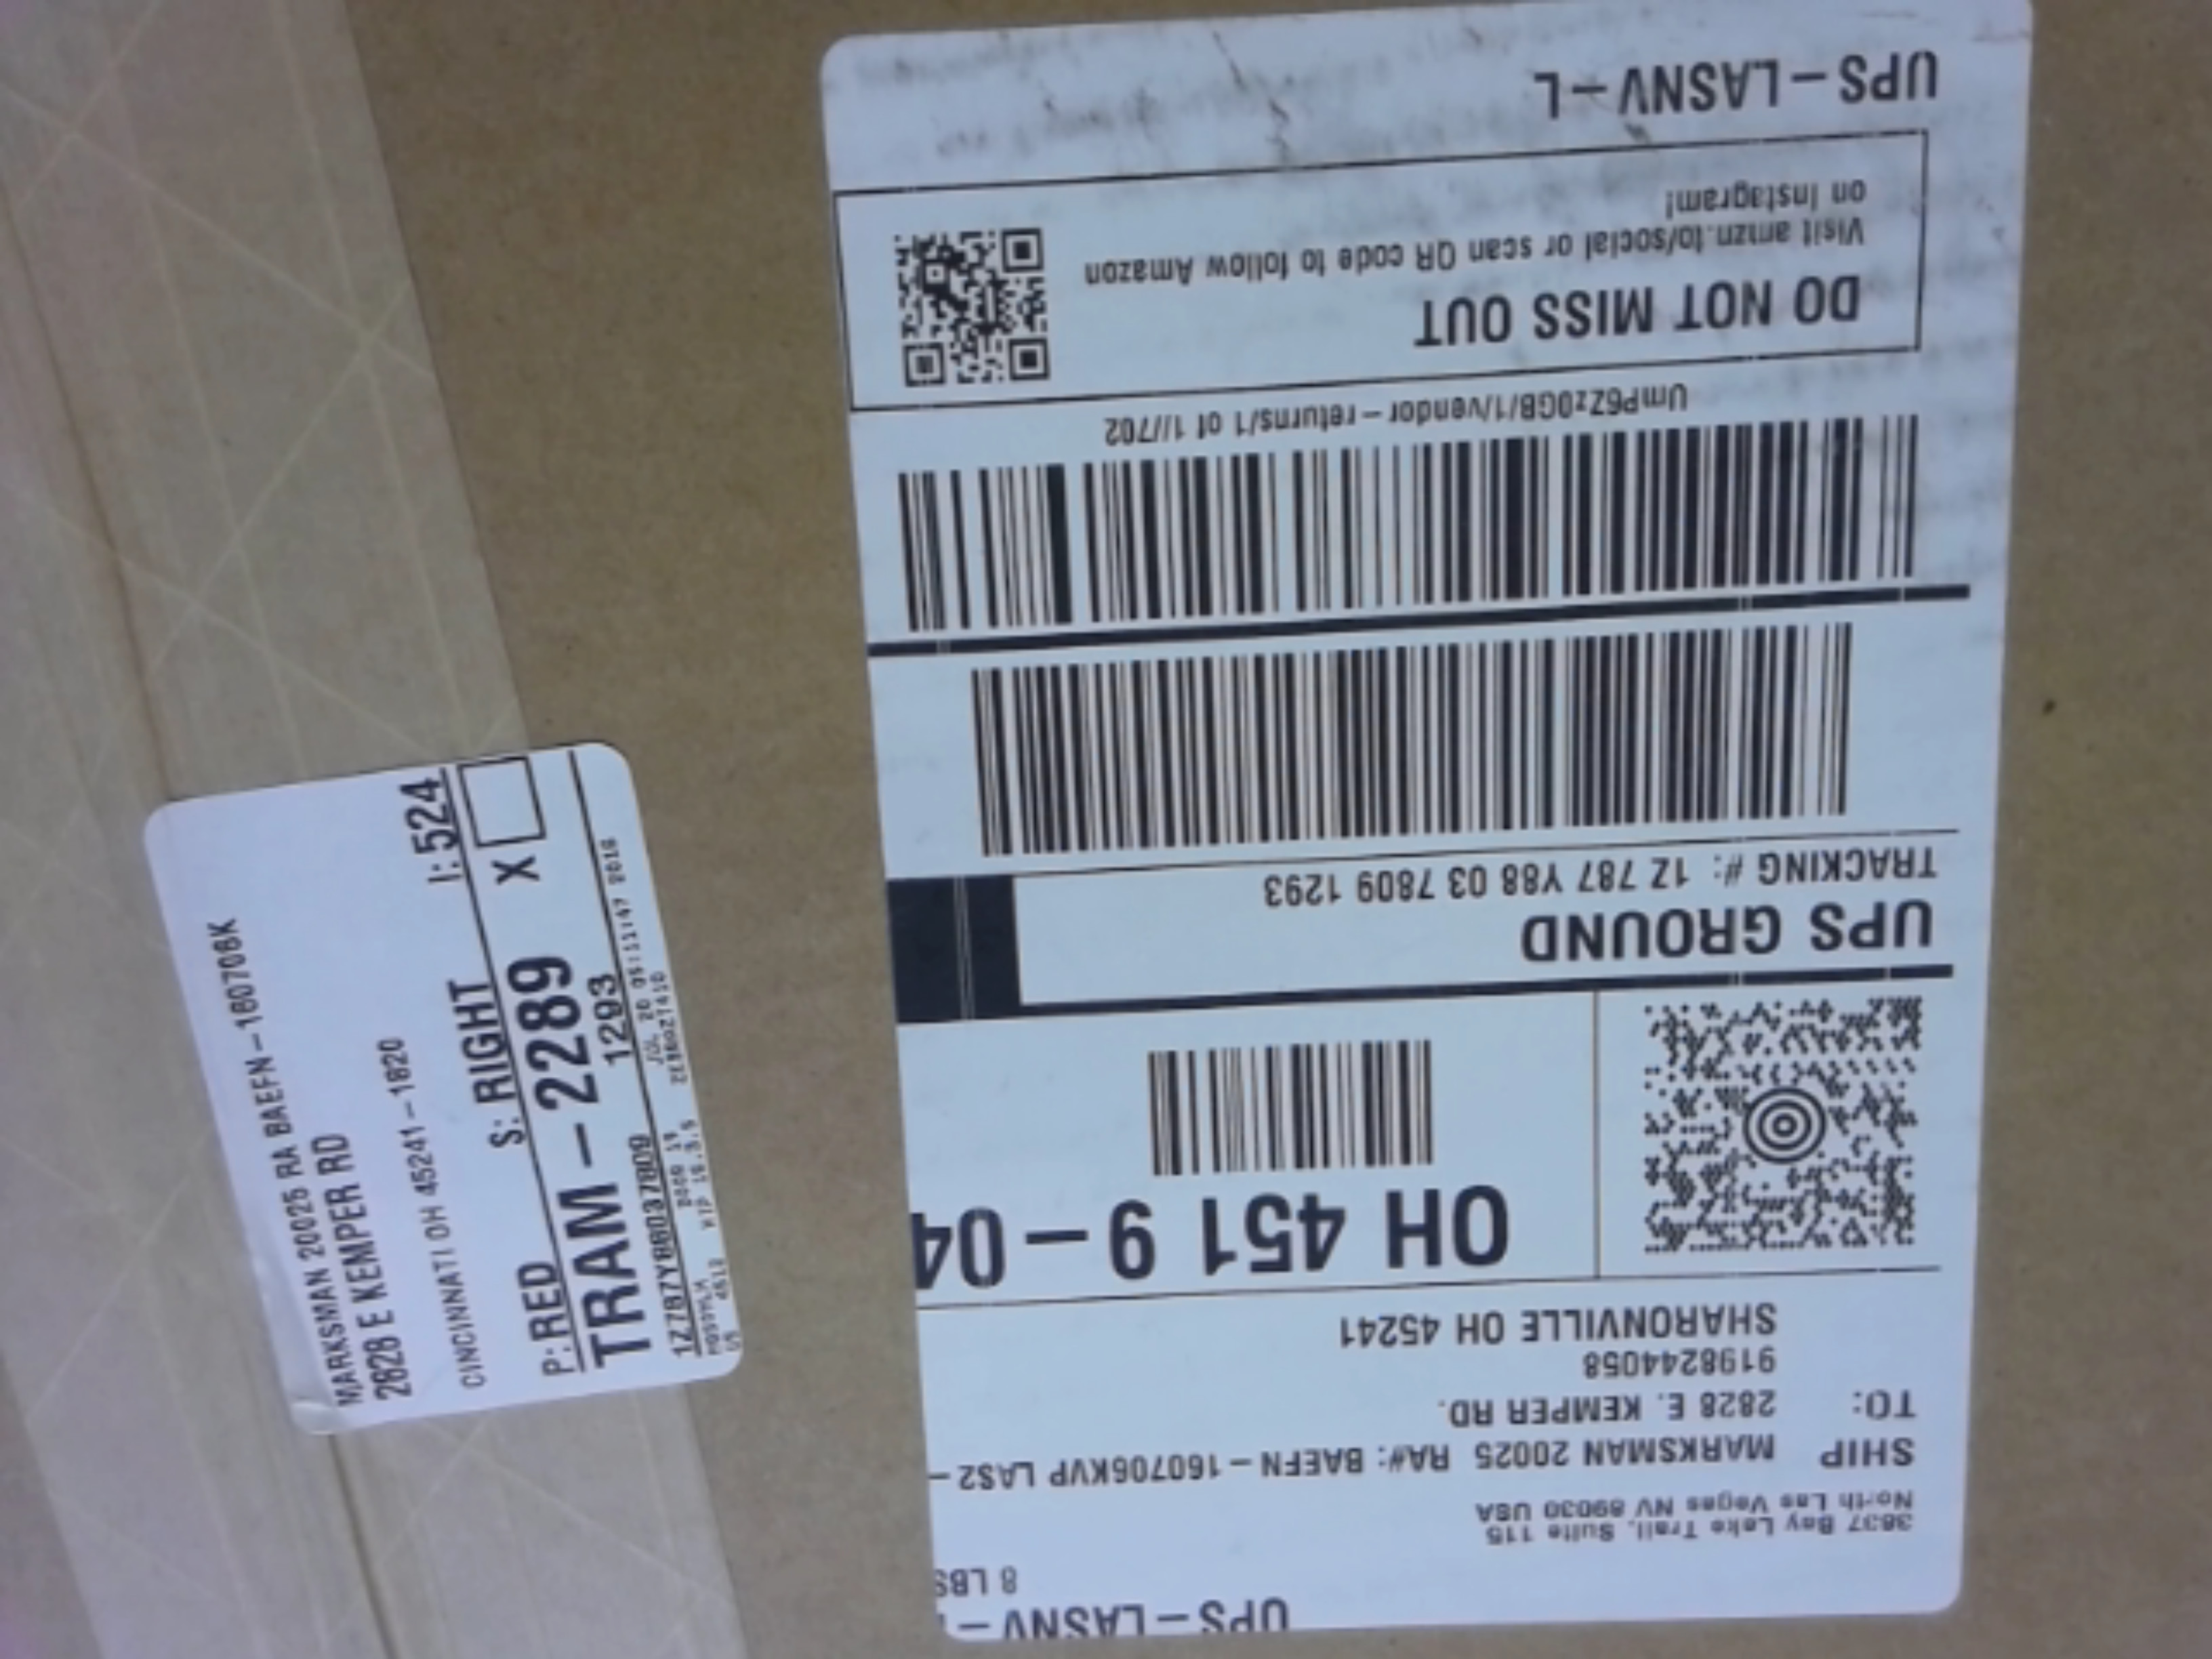 UPS-LASNV-
8 LBS
3837 Bay Lake Trail, Suite 115
North Las Vegas NV 89030 USA
SHIP MARKSMAN 20025 RA#: BAEFN-160706KVP LAS2-
TO: 2828 E. KEMPER RD.
9198244058
SHARONVILLE OH 45241
OH 451 9-04
UPS GROUND
TRACKING #: 1Z 787 Y88 03 7809 1293
UmP6Zz0GB/1/vendor-returns/1 of 1//702
DO NOT MISS OUT
Visit amzn.to/social or scan QR code to follow Amazon
on Instagram!
UPS-LASNV-L
MARKSMAN 20025 RA BAEFN-160706K
2828 E KEMPER RD
CINCINNATI OH 45241-1820
I: 524
P: RED S: RIGHT
X
TRAM-2289
1Z787Y88037809 1293
US